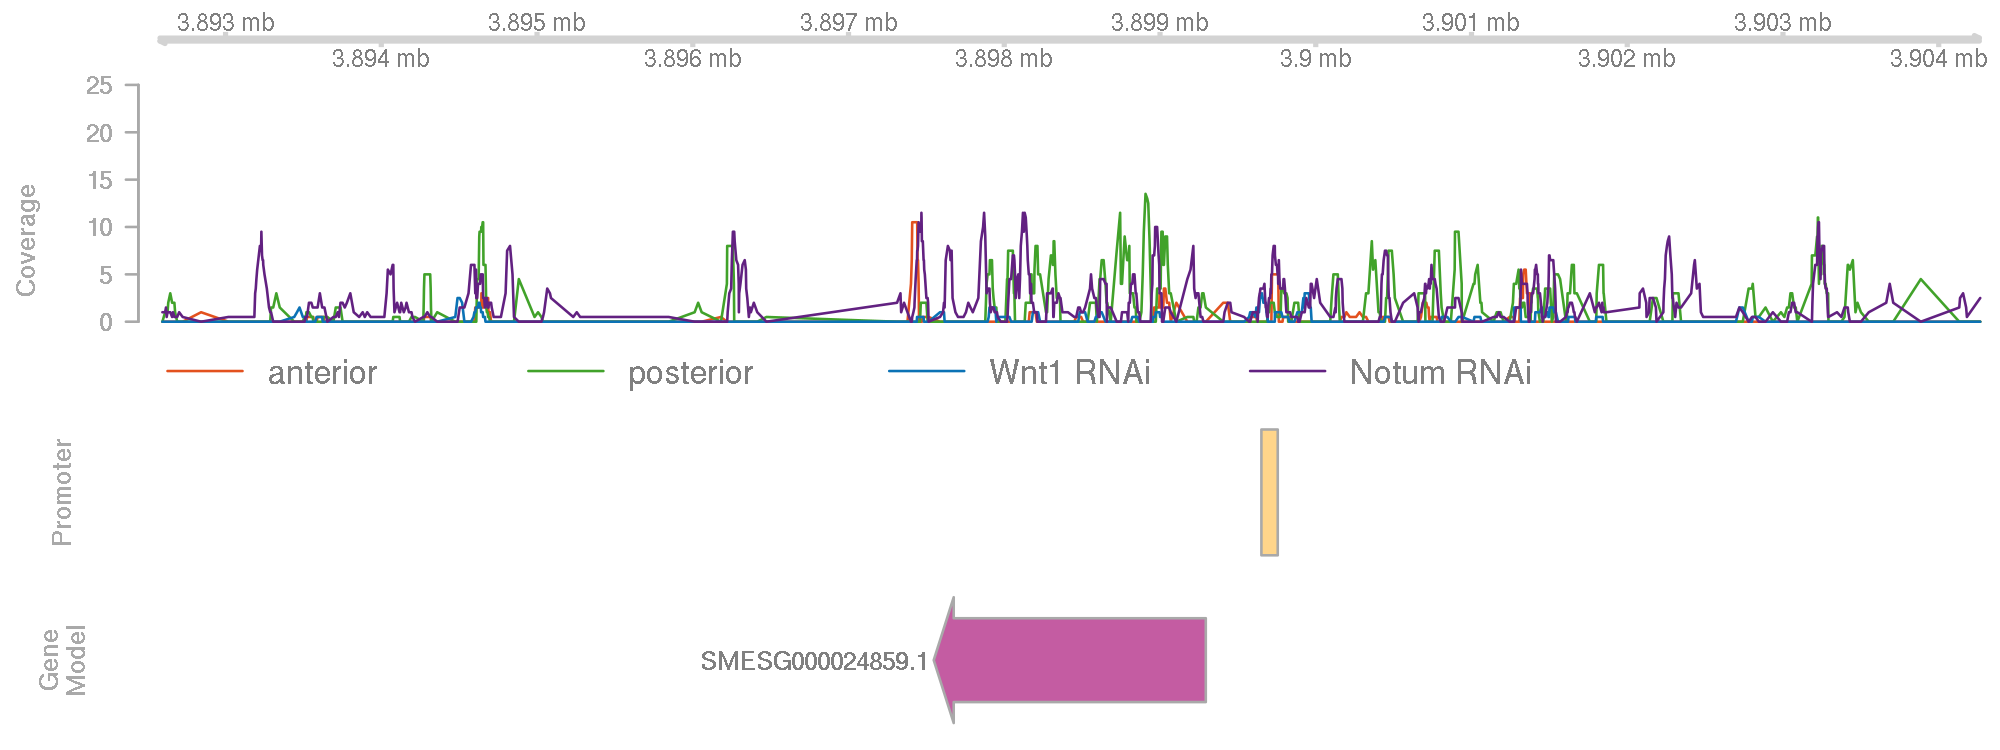 3.893 mb 3.895 mb 3.897 mb 3.899 mb 3.901 mb 3.903 mb
3.894 mb 3.896 mb 3.898 mb 3.9 mb 3.902 mb 3.904 mb
Coverage
25
20
15
10
5
0
anterior posterior Wnt1 RNAi Notum RNAi
Promoter
Gene
Model
SMESG000024859.1